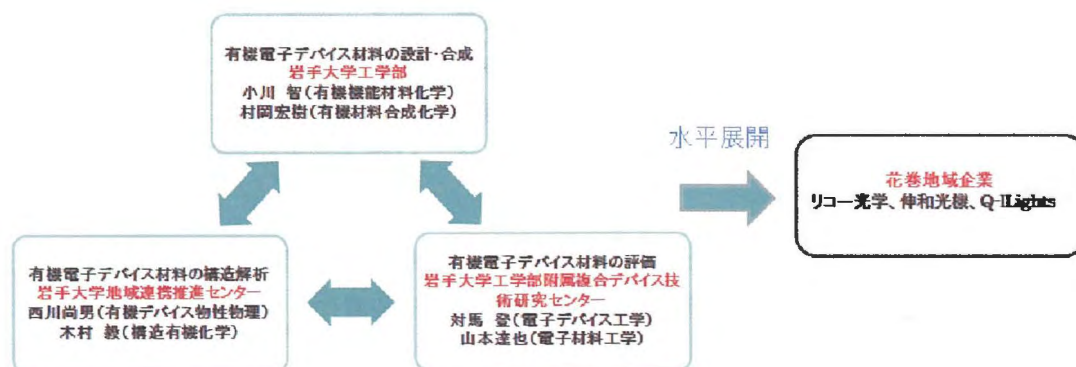 有機電子デバイス材料の設計・合成
岩手大学工学部
小川 智(有機機能材料化学)
村岡宏樹(有機材料合成化学)
水平展開
花巻地域企業
リコー光学、伸和光機、Q-Lights
有機電子デバイス材料の構造解析
岩手大学地域連携推進センター
西川尚男(有機デバイス物性物理)
木村 毅(構造有機化学)
有機電子デバイス材料の評価
岩手大学工学部附属複合デバイス技
術研究センター
対馬 登(電子デバイス工学)
山本達也(電子材料工学)